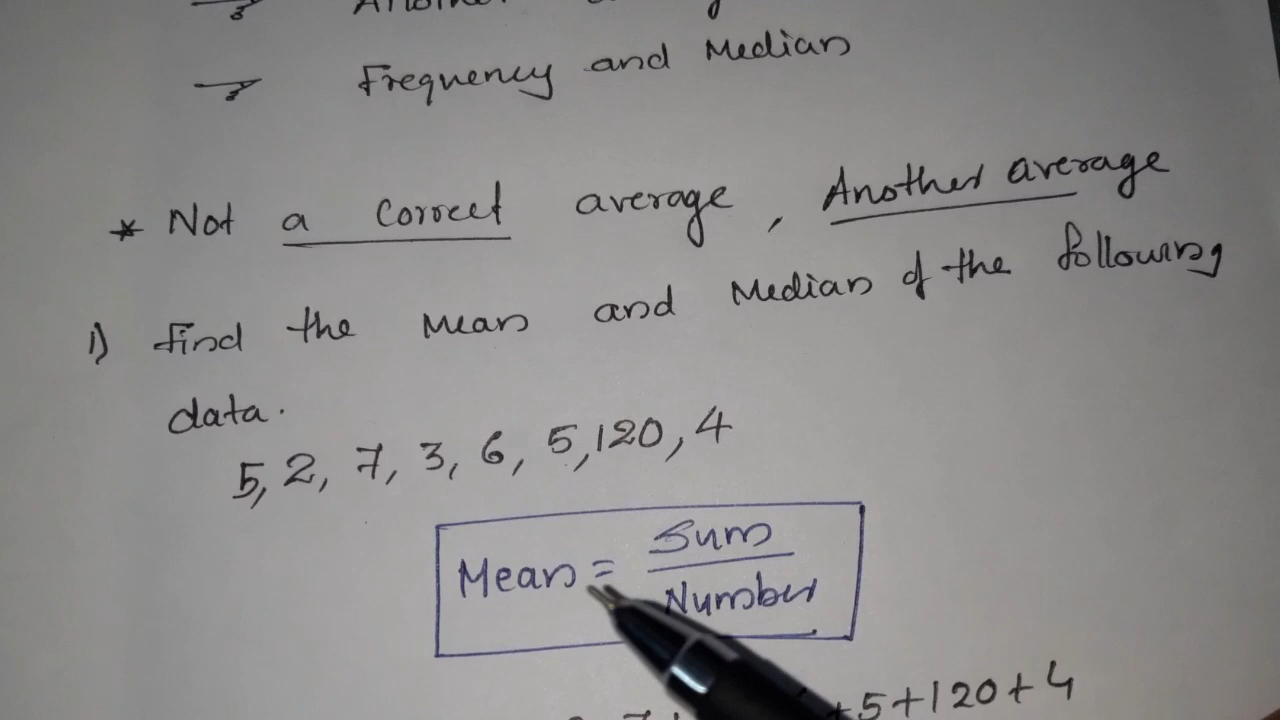 Another
Frequency and Median
* Not a correct average, Another average
1) Find the Mean and Median of the following
data.
5, 2, 7, 3, 6, 5, 120, 4
Mean = Sum
Number
+5+120+4